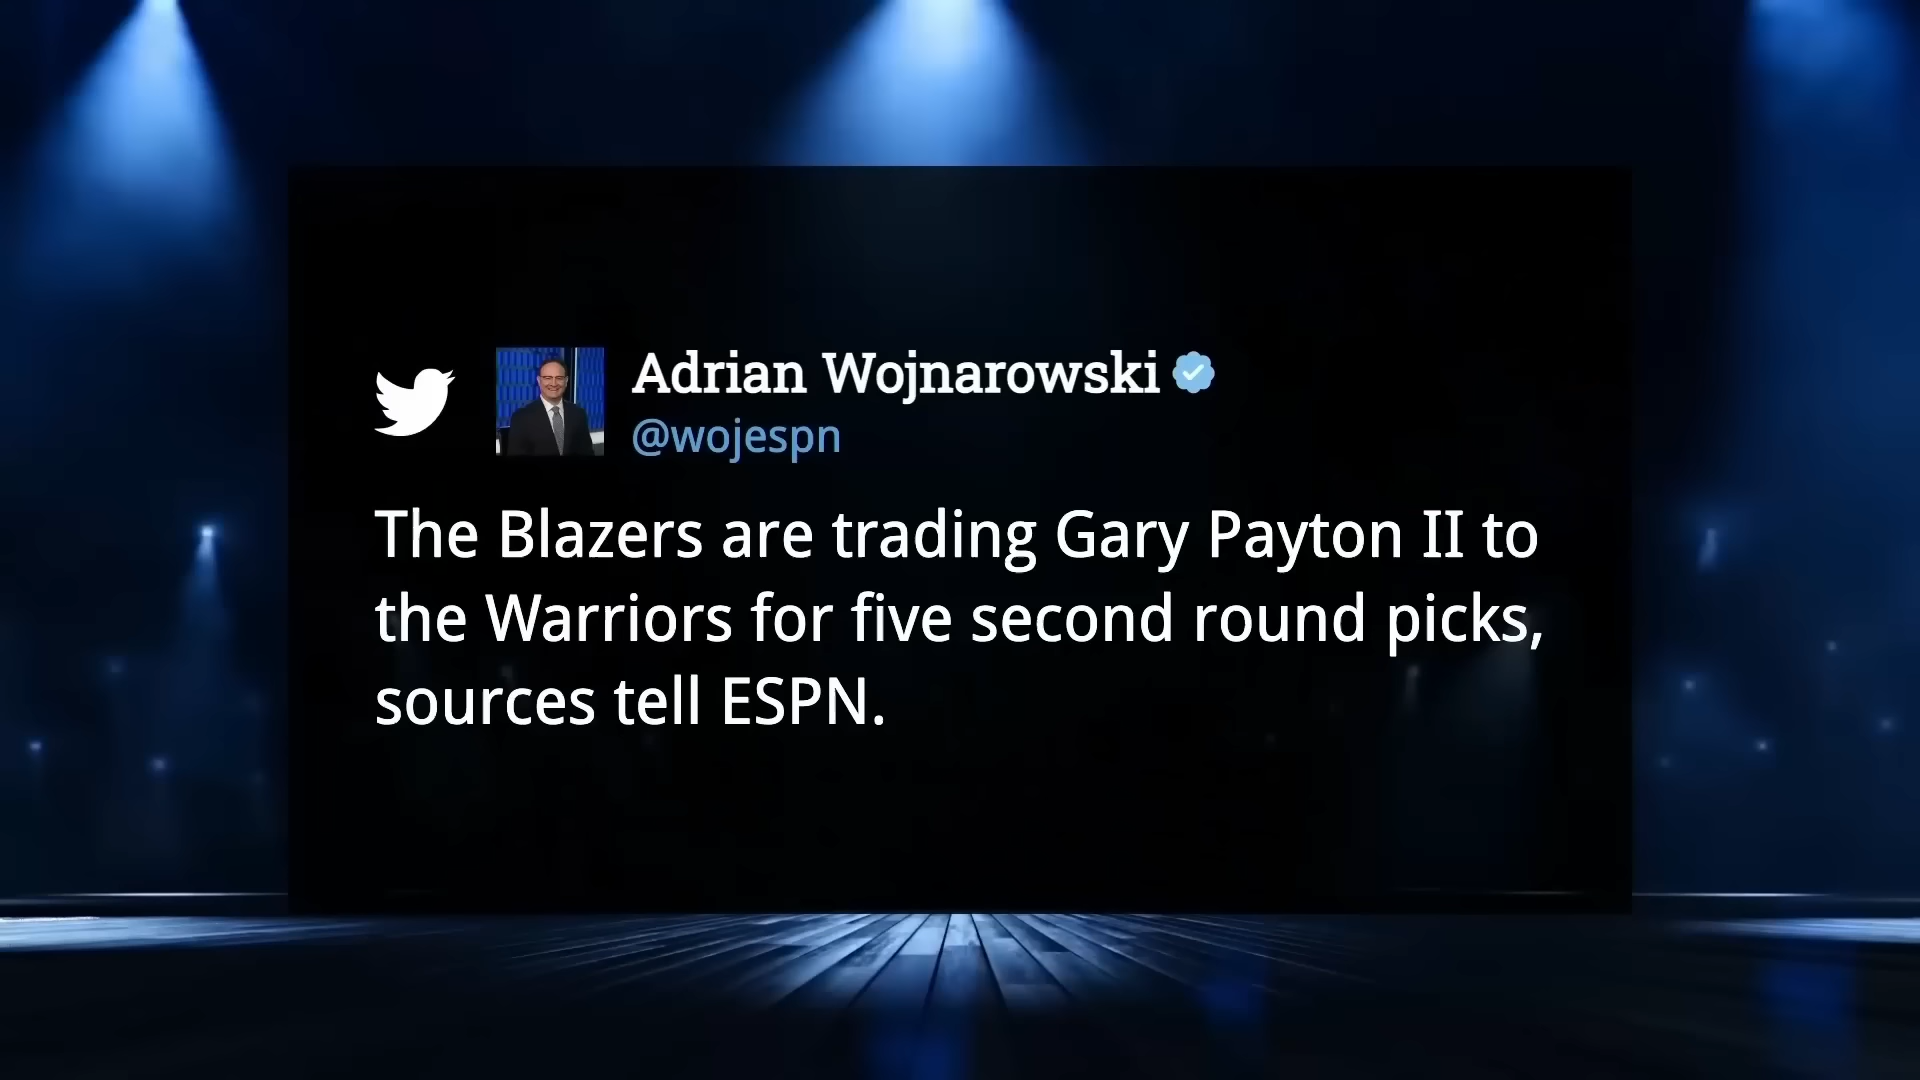 Adrian Wojnarowski
@wojespn
The Blazers are trading Gary Payton II to
the Warriors for five second round picks,
sources tell ESPN.